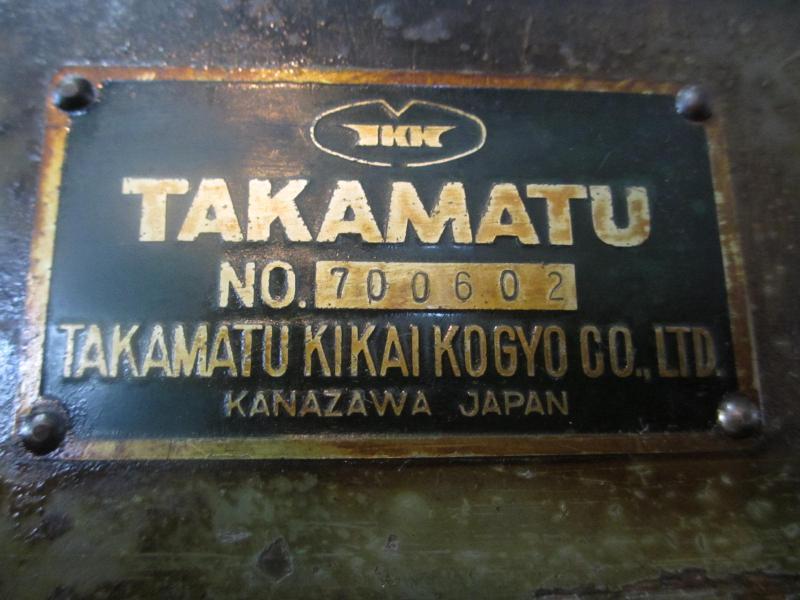 TKK
TAKAMATU
NO. 700602
TAKAMATU KIKAI KOGYO CO., LTD.
KANAZAWA JAPAN